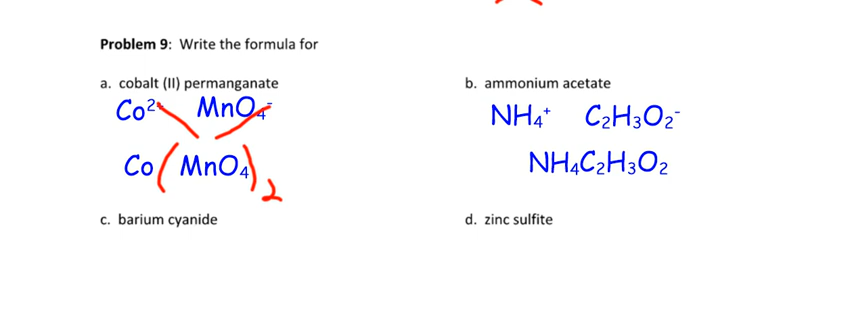 Problem 9: Write the formula for
a. cobalt (II) permanganate
b. ammonium acetate
Co²⁺ MnO₄⁻
NH₄⁺ C₂H₃O₂⁻
Co(MnO₄)₂
NH₄C₂H₃O₂
c. barium cyanide
d. zinc sulfite